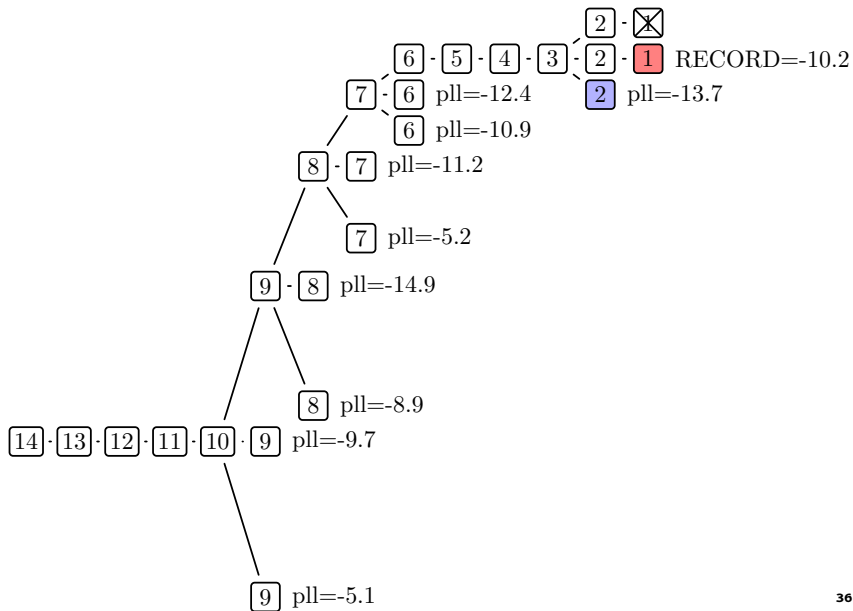 2 1
6 5 4 3 2 1 RECORD=-10.2
7 6 pll=-12.4 2 pll=-13.7
6 pll=-10.9
8 7 pll=-11.2
7 pll=-5.2
9 8 pll=-14.9
8 pll=-8.9
14 13 12 11 10 9 pll=-9.7
9 pll=-5.1
36